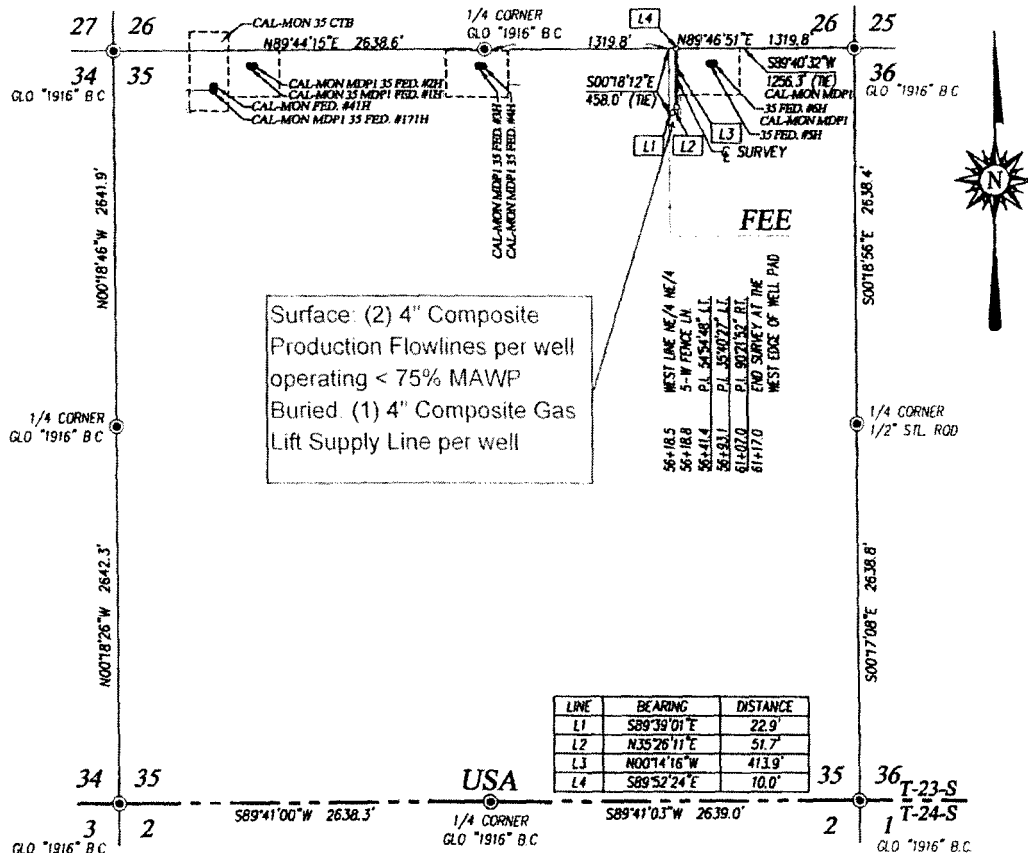 27 26
34 35
GLO "1916" B C
CAL-MON 35 CTB
N89°44'15"E 2638.6'
1/4 CORNER
GLO "1916" B C
L4
1319.8'
N89°46'51"E 1319.8'
26 25
36
GLO "1916" B C
S89°40'32"W
1256.3' (TIE)
CAL-MON MDP1
35 FED. #6H
CAL-MON MDP1
35 FED. #5H
S00°18'12"E
458.0' (TIE)
L1
L2
L3
℄ SURVEY
CAL-MON MDP1 35 FED. #2H
CAL-MON 35 MDP1 FED. #1H
CAL-MON FED. #41H
CAL-MON MDP1 35 FED. #171H
CAL-MON MDP1 35 FED. #3H
CAL-MON MDP1 35 FED. #4H
N
FEE
N00°18'46"W 2641.9'
S00°18'56"E 2638.4'
Surface: (2) 4" Composite
Production Flowlines per well
operating < 75% MAWP
Buried. (1) 4" Composite Gas
Lift Supply Line per well
56+18.5 WEST LINE NE/4 NE/4
56+18.8 5-W FENCE LN.
56+41.4 P.I. 54°54'48" LT.
56+93.1 P.I. 35°40'27" LT.
61+07.0 P.I. 90°21'52" RT.
61+17.0 END SURVEY AT THE
WEST EDGE OF WELL PAD
1/4 CORNER
GLO "1916" B C
1/4 CORNER
1/2" STL ROD
N00°18'26"W 2642.3'
S00°17'08"E 2638.8'
LINE BEARING DISTANCE
L1 S89°39'01"E 22.9'
L2 N35°26'11"E 51.7'
L3 N00°14'16"W 413.9'
L4 S89°52'24"E 10.0'
34 35
3 2
GLO "1916" B C
S89°41'00"W 2638.3'
USA
1/4 CORNER
GLO "1916" B.C
S89°41'03"W 2639.0'
35 36
2 1
T-23-S
T-24-S
GLO "1916" B.C.